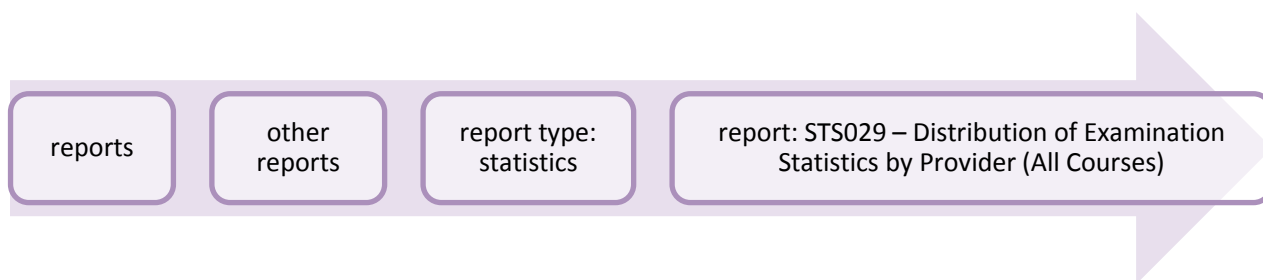 reports
other
reports
report type:
statistics
report: STS029 – Distribution of Examination
Statistics by Provider (All Courses)